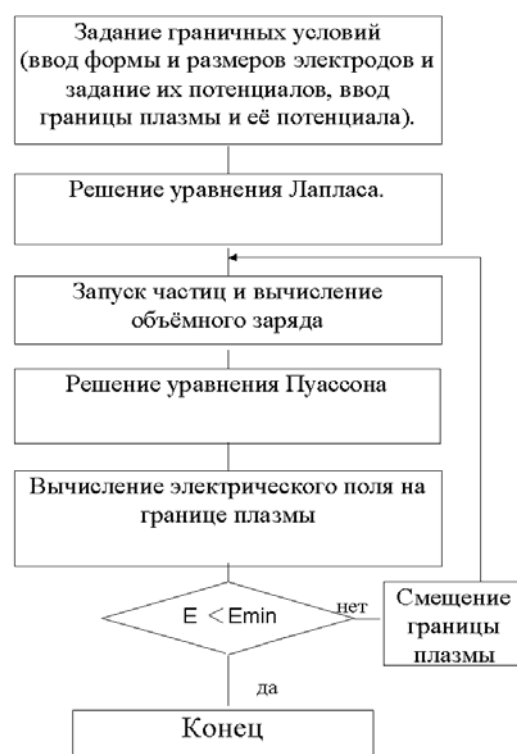 Задание граничных условий
(ввод формы и размеров электродов и
задание их потенциалов, ввод
границы плазмы и её потенциала).
Решение уравнения Лапласа.
Запуск частиц и вычисление
объёмного заряда
Решение уравнения Пуассона
Вычисление электрического поля на
границе плазмы
E < Emin
нет
Смещение
границы
плазмы
да
Конец